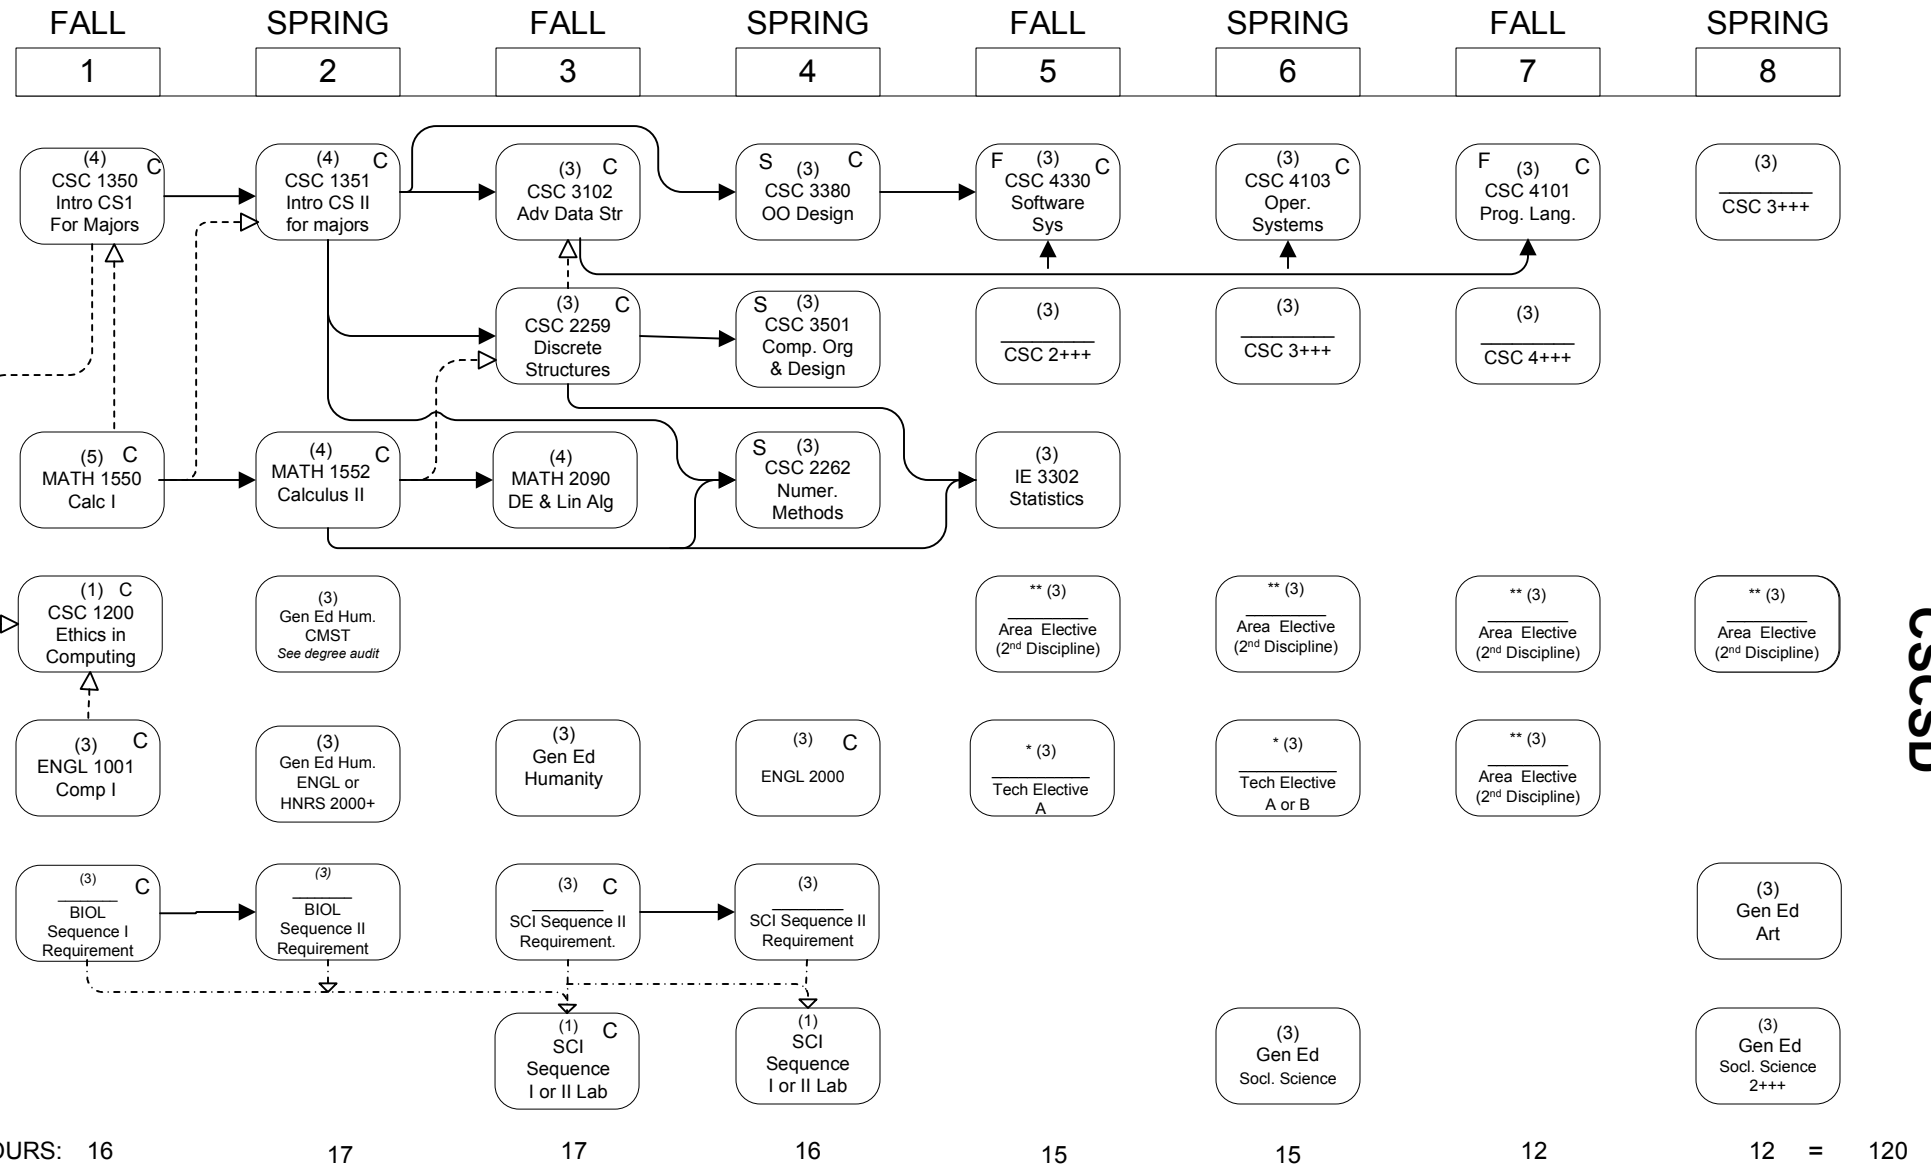 FALL
SPRING
FALL
SPRING
FALL
SPRING
FALL
SPRING
1
2
3
4
5
6
7
8
(4) C
CSC 1350
Intro CS1
For Majors
(4) C
CSC 1351
Intro CS II
for majors
(3) C
CSC 3102
Adv Data Str
S (3) C
CSC 3380
OO Design
F (3) C
CSC 4330
Software
Sys
(3) C
CSC 4103
Oper.
Systems
F (3) C
CSC 4101
Prog. Lang.
(3)
CSC 3+++
(3) C
CSC 2259
Discrete
Structures
S (3)
CSC 3501
Comp. Org
& Design
(3)
CSC 2+++
(3)
CSC 3+++
(3)
CSC 4+++
(5) C
MATH 1550
Calc I
(4) C
MATH 1552
Calculus II
(4)
MATH 2090
DE & Lin Alg
S (3)
CSC 2262
Numer.
Methods
(3)
IE 3302
Statistics
(1) C
CSC 1200
Ethics in
Computing
(3)
Gen Ed Hum.
CMST
See degree audit
** (3)
Area Elective
(2nd Discipline)
** (3)
Area Elective
(2nd Discipline)
** (3)
Area Elective
(2nd Discipline)
** (3)
Area Elective
(2nd Discipline)
CSCSD
(3) C
ENGL 1001
Comp I
(3)
Gen Ed Hum.
ENGL or
HNRS 2000+
(3)
Gen Ed
Humanity
(3) C
ENGL 2000
* (3)
Tech Elective
A
* (3)
Tech Elective
A or B
** (3)
Area Elective
(2nd Discipline)
(3) C
BIOL
Sequence I
Requirement
(3)
BIOL
Sequence II
Requirement
(3) C
SCI Sequence II
Requirement.
(3)
SCI Sequence II
Requirement
(3)
Gen Ed
Art
(1) C
SCI
Sequence
I or II Lab
(1)
SCI
Sequence
I or II Lab
(3)
Gen Ed
Socl. Science
(3)
Gen Ed
Socl. Science
2+++
OURS: 16 17 17 16 15 15 12 12 = 120